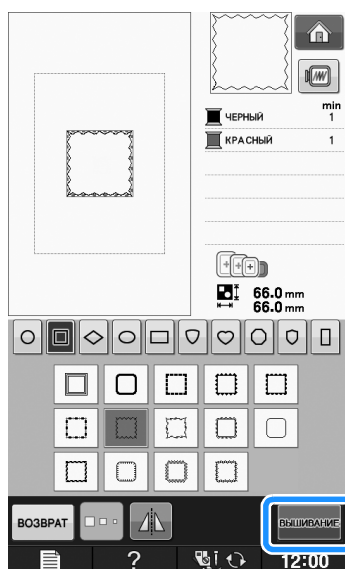 min
ЧЕРНЫЙ 1
КРАСНЫЙ 1
66.0 mm
66.0 mm
ВОЗВРАТ
ВЫШИВАНИЕ
?
12:00